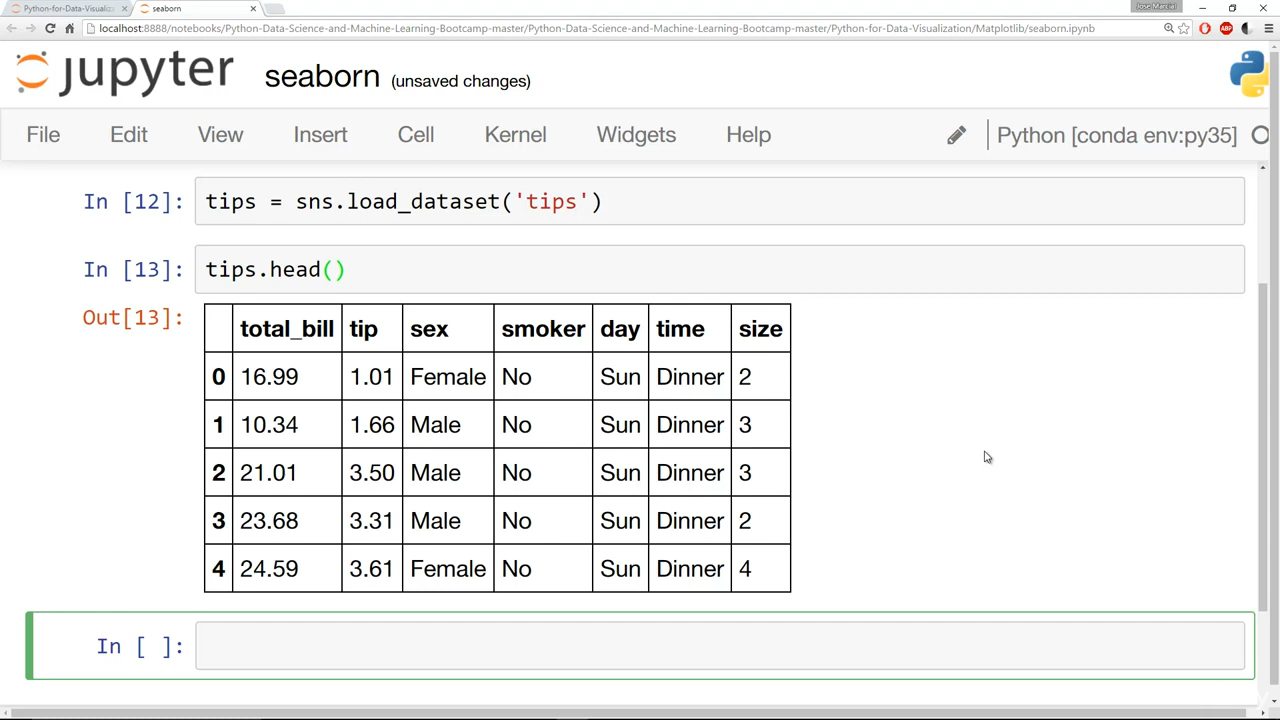 Jose Marcial
Python-for-Data-Visualiz
seaborn
localhost:8888/notebooks/Python-Data-Science-and-Machine-Learning-Bootcamp-master/Python-Data-Science-and-Machine-Learning-Bootcamp-master/Python-for-Data-Visualization/Matplotlib/seaborn.ipynb
ABP
jupyter seaborn (unsaved changes)
File Edit View Insert Cell Kernel Widgets Help Python [conda env:py35]
In [12]: tips = sns.load_dataset('tips')
In [13]: tips.head()
Out[13]:
total_bill tip sex smoker day time size
0 16.99 1.01 Female No Sun Dinner 2
1 10.34 1.66 Male No Sun Dinner 3
2 21.01 3.50 Male No Sun Dinner 3
3 23.68 3.31 Male No Sun Dinner 2
4 24.59 3.61 Female No Sun Dinner 4
In [ ]: